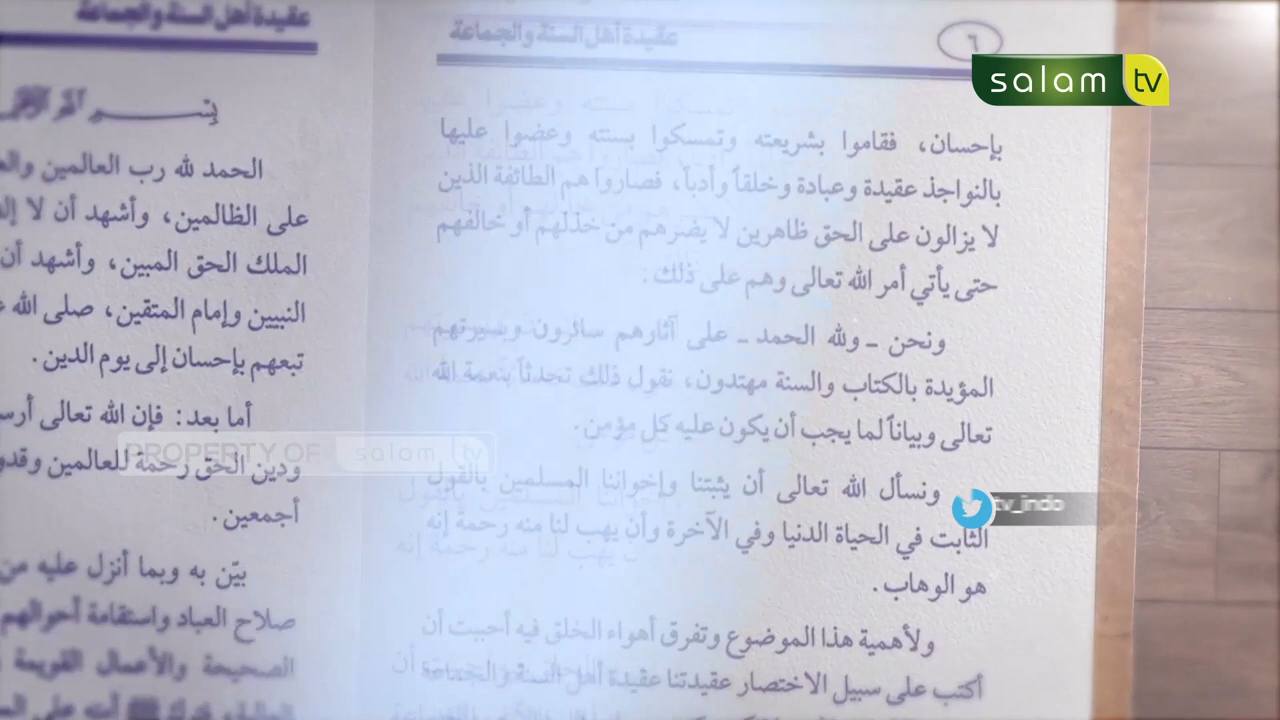 عقيدة أهل السنة والجماعة
٦
بإحسان، فقاموا بشريعته وتمسكوا بسنته وعضوا عليها
بالنواجذ عقيدة وعبادة وخلقاً وأدباً، فصاروا هم الطائفة الذين
لا يزالون على الحق ظاهرين لا يضرهم من خذلهم أو خالفهم
حتى يأتي أمر الله تعالى وهم على ذلك.
ونحن ـ ولله الحمد ـ على آثارهم سائرون وبسيرتهم
المؤيدة بالكتاب والسنة مهتدون، نقول ذلك تحدثاً بنعمة الله
تعالى وبياناً لما يجب أن يكون عليه كل مؤمن.
ونسأل الله تعالى أن يثبتنا وإخواننا المسلمين بالقول
الثابت في الحياة الدنيا وفي الآخرة وأن يهب لنا منه رحمة إنه
هو الوهاب.
ولأهمية هذا الموضوع وتفرق أهواء الخلق فيه أحببت أن
أكتب على سبيل الاختصار عقيدتنا عقيدة أهل السنة والجماعة
عقيدة أهل السنة والجماعة
الحمد لله رب العالمين
على الظالمين، وأشهد أن لا
الملك الحق المبين، وأشهد أن
النبيين وإمام المتقين، صلى الله
تبعهم بإحسان إلى يوم الدين.
أما بعد: فإن الله تعالى
ودين الحق رحمة للعالمين
أجمعين.
بيّن به وبما أنزل عليه من
صلاح العباد واستقامة أحوالهم
الصحيحة والأعمال القويمة
salam tv
PROPERTY OF salam tv
tv_indo